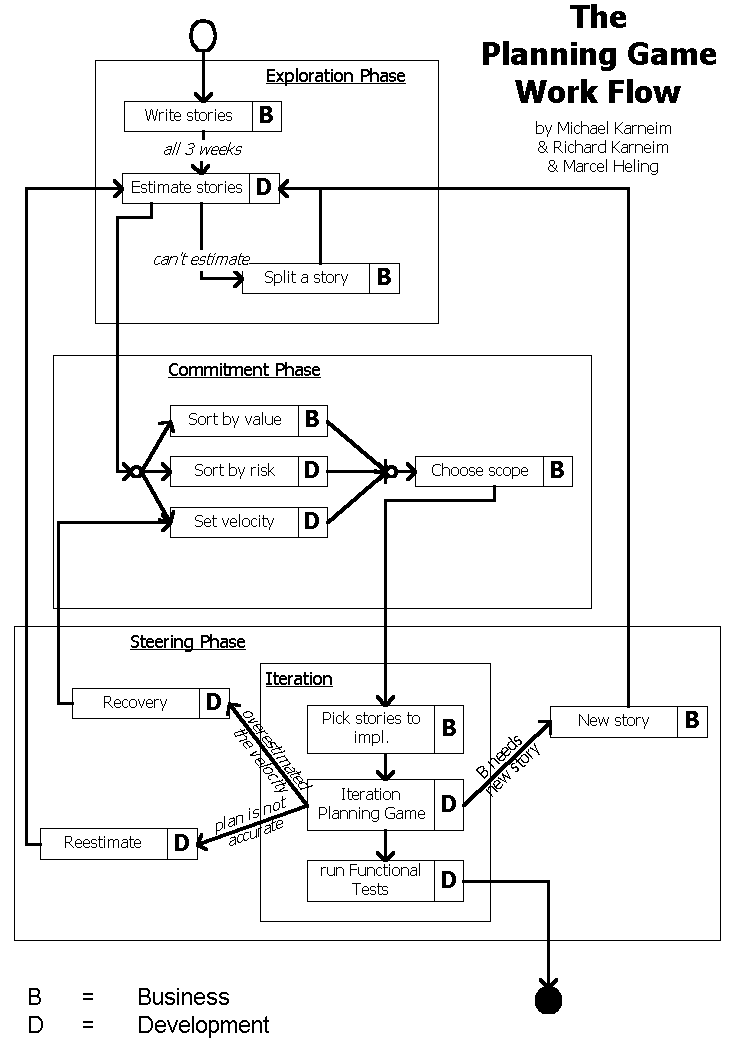 The
Planning Game
Work Flow
by Michael Karneim
& Richard Karneim
& Marcel Heling
Exploration Phase
Write stories B
all 3 weeks
Estimate stories D
can't estimate
Split a story B
Commitment Phase
Sort by value B
Sort by risk D
Choose scope B
Set velocity D
Steering Phase
Iteration
Recovery D
overestimated
the velocity
Pick stories to
impl.
B
New story B
B needs
new story
Iteration
Planning Game
D
plan is not
accurate
Reestimate D
run Functional
Tests
D
B = Business
D = Development